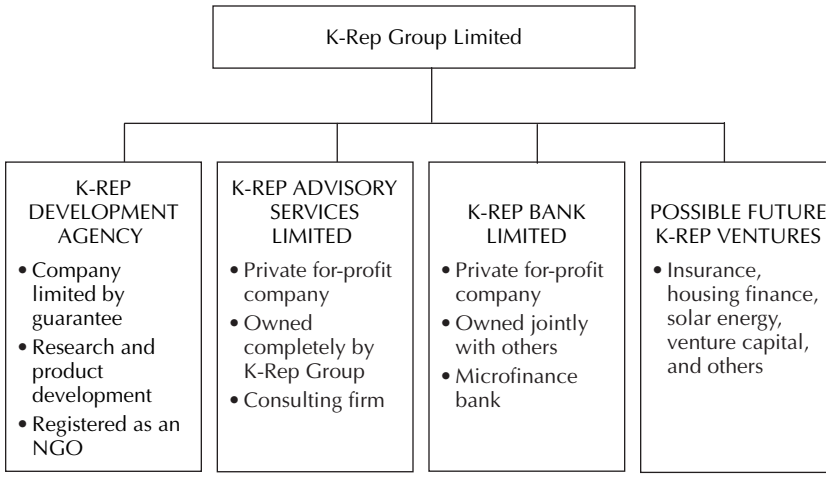 K-Rep Group Limited
K-REP
DEVELOPMENT
AGENCY
• Company
limited by
guarantee
• Research and
product
development
• Registered as an
NGO
K-REP ADVISORY
SERVICES
LIMITED
• Private for-profit
company
• Owned
completely by
K-Rep Group
• Consulting firm
K-REP BANK
LIMITED
• Private for-profit
company
• Owned jointly
with others
• Microfinance
bank
POSSIBLE FUTURE
K-REP VENTURES
• Insurance,
housing finance,
solar energy,
venture capital,
and others